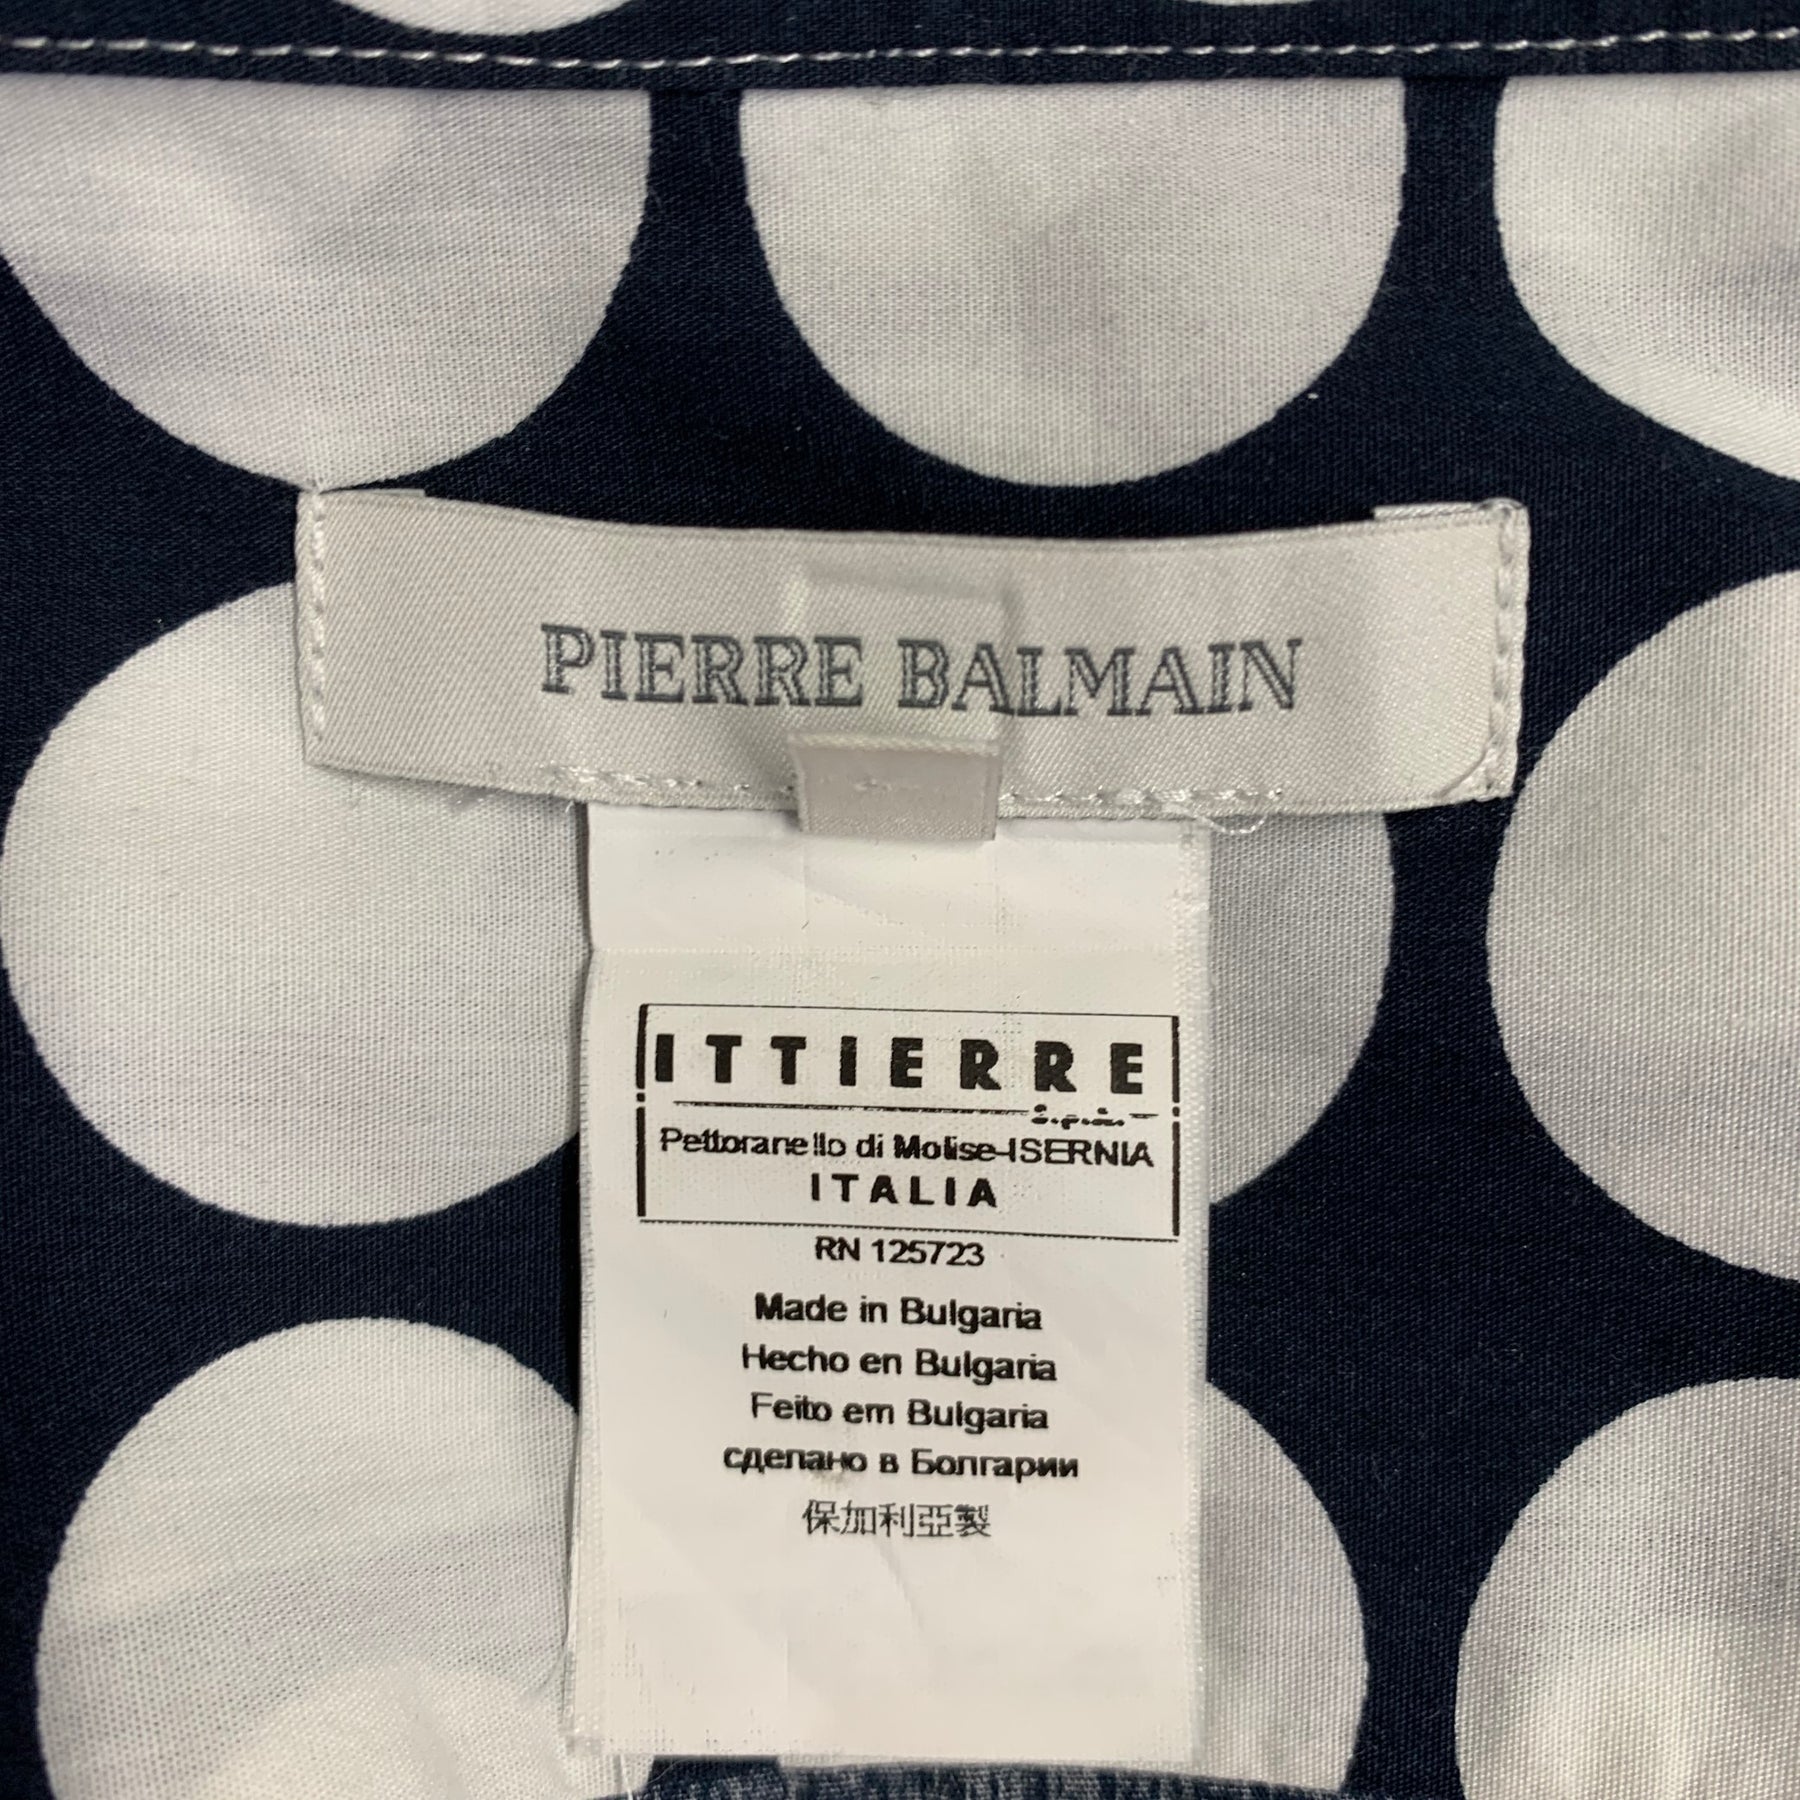 PIERRE BALMAIN
ITTIERRE
S.p.A.
Pettoranello di Molise-ISERNIA
ITALIA
RN 125723
Made in Bulgaria
Hecho en Bulgaria
Feito em Bulgaria
сделано в Болгарии
保加利亞製